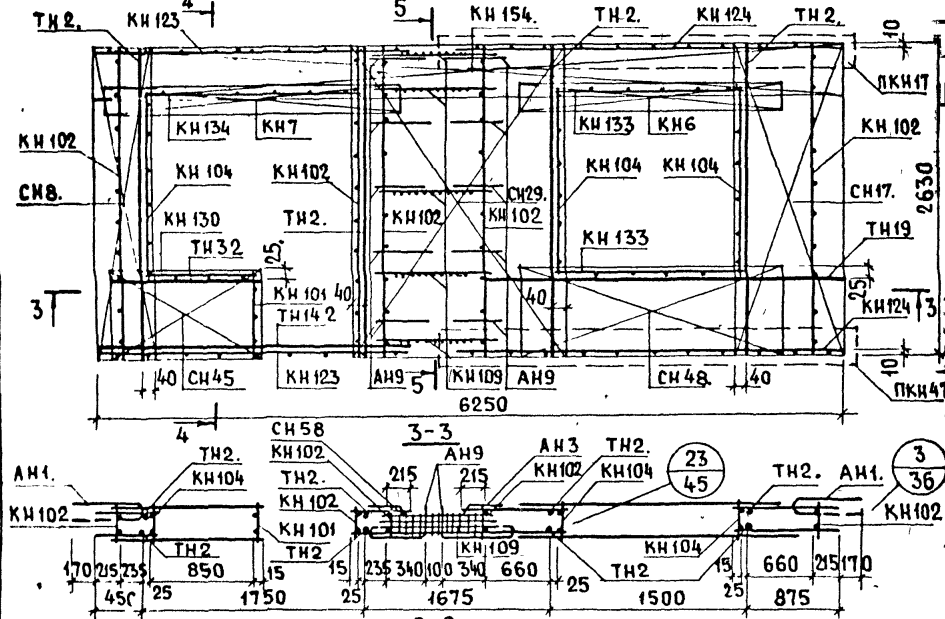 4 5
ТН2. КН123 КН154. ТН2. КН124 ТН2. 10
ПКН17
КН134 КН7 КН133 КН6
КН102 КН102
СН8. КН104 КН102 КН104 КН104 СН17. 2630
СН29.
КН130 ТН2. КН102 КН102
ТН32 25. КН133 ТН19
3 КН101 40 40 25 3
ТН142 КН124
40 СН45 КН123 АН9 5 КН109 АН9 СН48. 40 10
ПКН47
6250
4 СН58 3-3
ТН2. КН102 АН9 АН3 ТН2. 23 3
АН1. КН104 ТН2. 215 215 КН102 КН104 45 ТН2. АН1. 36
КН102 КН102 КН102
КН101
ТН2 ТН2 КН109 ТН2 КН104
170 215 235 850 15 15 235 340 100 340 660 25 15 660 215 170
25 25 25
1750 1675 1500 875